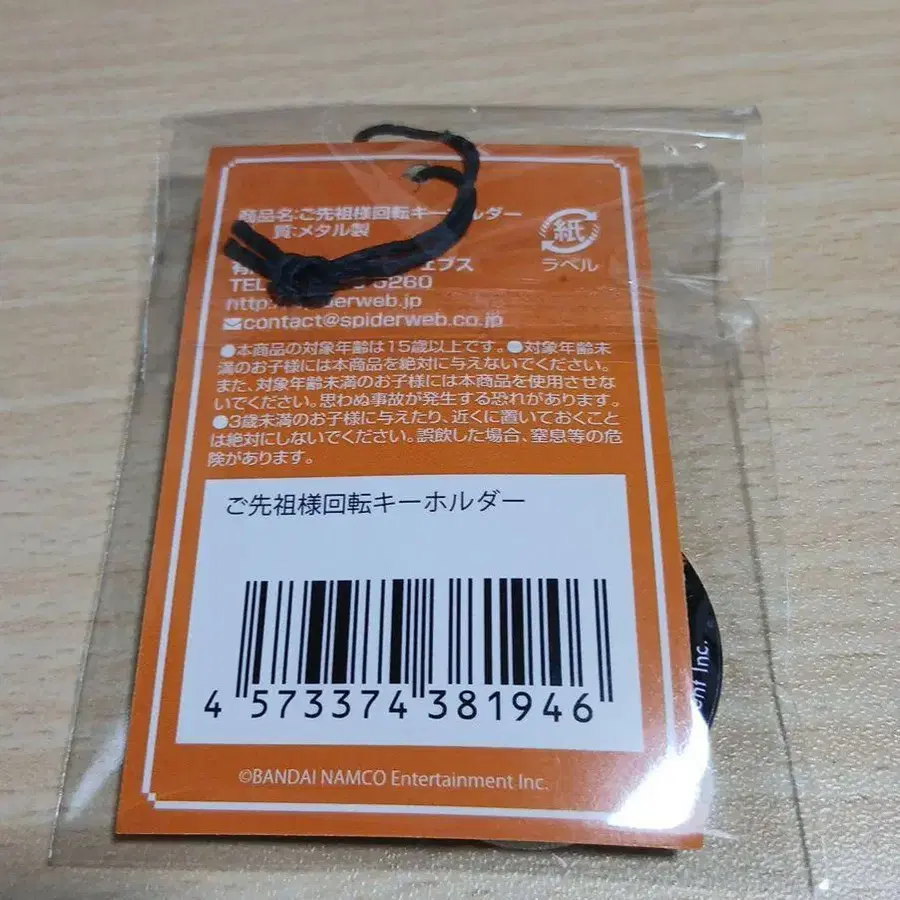 商品名:ご先祖様回転キーホルダー
質:メタル製
紙
ラベル
ェブス
TEL 5260
http://spiderweb.jp
contact@spiderweb.co.jp
●本商品の対象年齢は15歳以上です。●対象年齢未
満のお子様には本商品を絶対に与えないでください。
また、対象年齢未満のお子様には本商品を使用させな
いでください。思わぬ事故が発生する恐れがあります。
●3歳未満のお子様に与えたり、近くに置いておくこと
は絶対にしないでください。誤飲した場合、窒息等の危
険があります。
ご先祖様回転キーホルダー
4 573374 381946
©BANDAI NAMCO Entertainment Inc.
ent Inc.